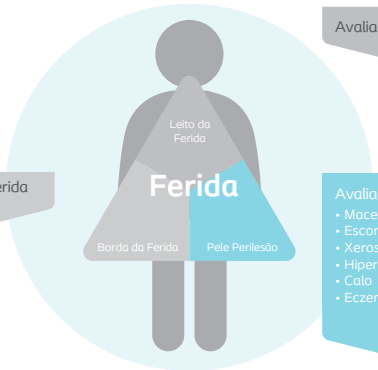 Avalia
Leito da
Ferida
Ferida
erida
Borda da Ferida
Pele Perilesão
Avalia
• Mace
• Escor
• Xeros
• Hiper
• Calo
• Eczer